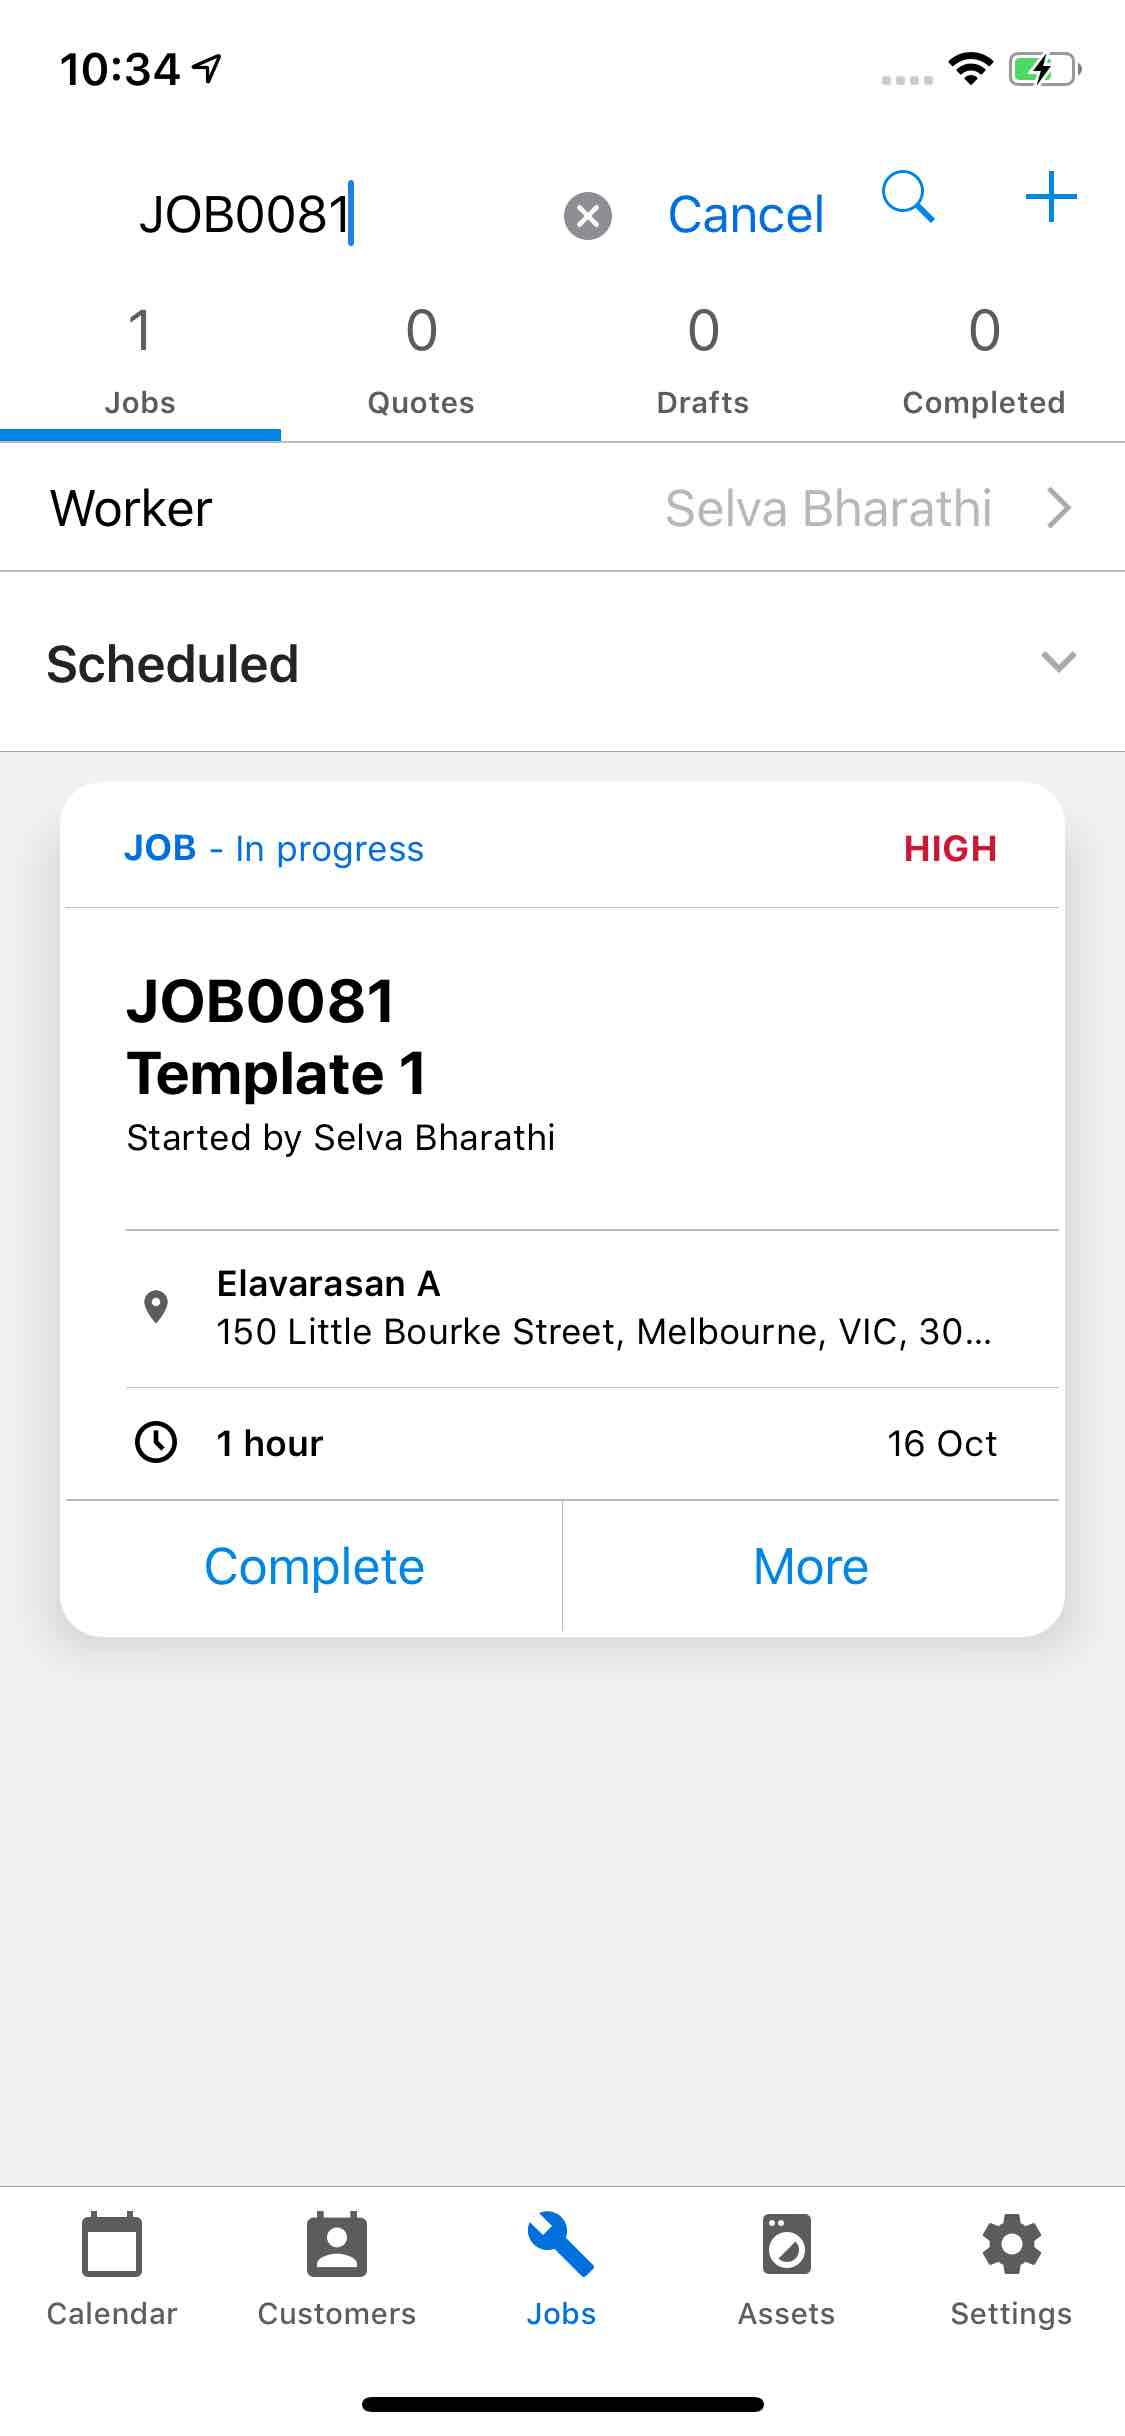 10:34
JOB0081
Cancel
1 0 0 0
Jobs Quotes Drafts Completed
Worker Selva Bharathi
Scheduled
JOB - In progress HIGH
JOB0081
Template 1
Started by Selva Bharathi
Elavarasan A
150 Little Bourke Street, Melbourne, VIC, 30...
1 hour 16 Oct
Complete More
Calendar Customers Jobs Assets Settings